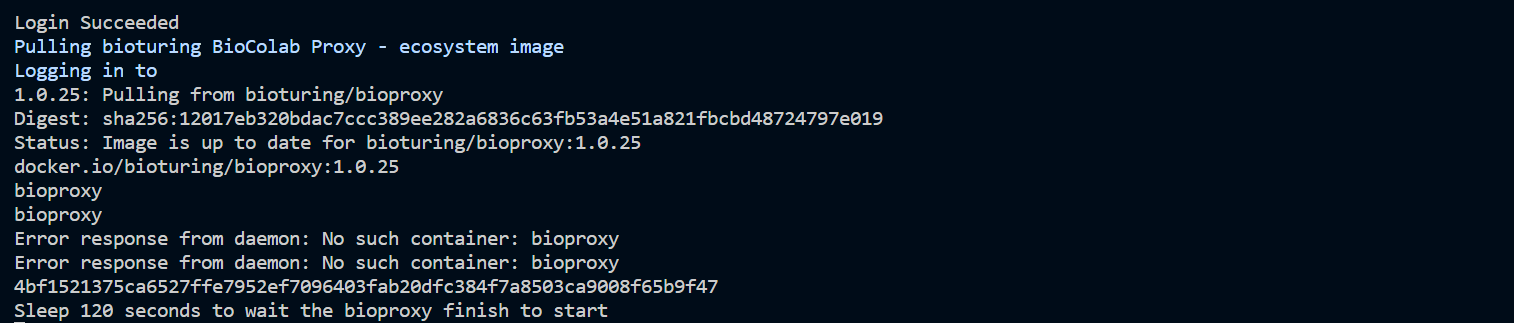 Login Succeeded
Pulling bioturing BioColab Proxy - ecosystem image
Logging in to
1.0.25: Pulling from bioturing/bioproxy
Digest: sha256:12017eb320bdac7ccc389ee282a6836c63fb53a4e51a821fbcbd48724797e019
Status: Image is up to date for bioturing/bioproxy:1.0.25
docker.io/bioturing/bioproxy:1.0.25
bioproxy
bioproxy
Error response from daemon: No such container: bioproxy
Error response from daemon: No such container: bioproxy
4bf1521375ca6527ffe7952ef7096403fab20dfc384f7a8503ca9008f65b9f47
Sleep 120 seconds to wait the bioproxy finish to start